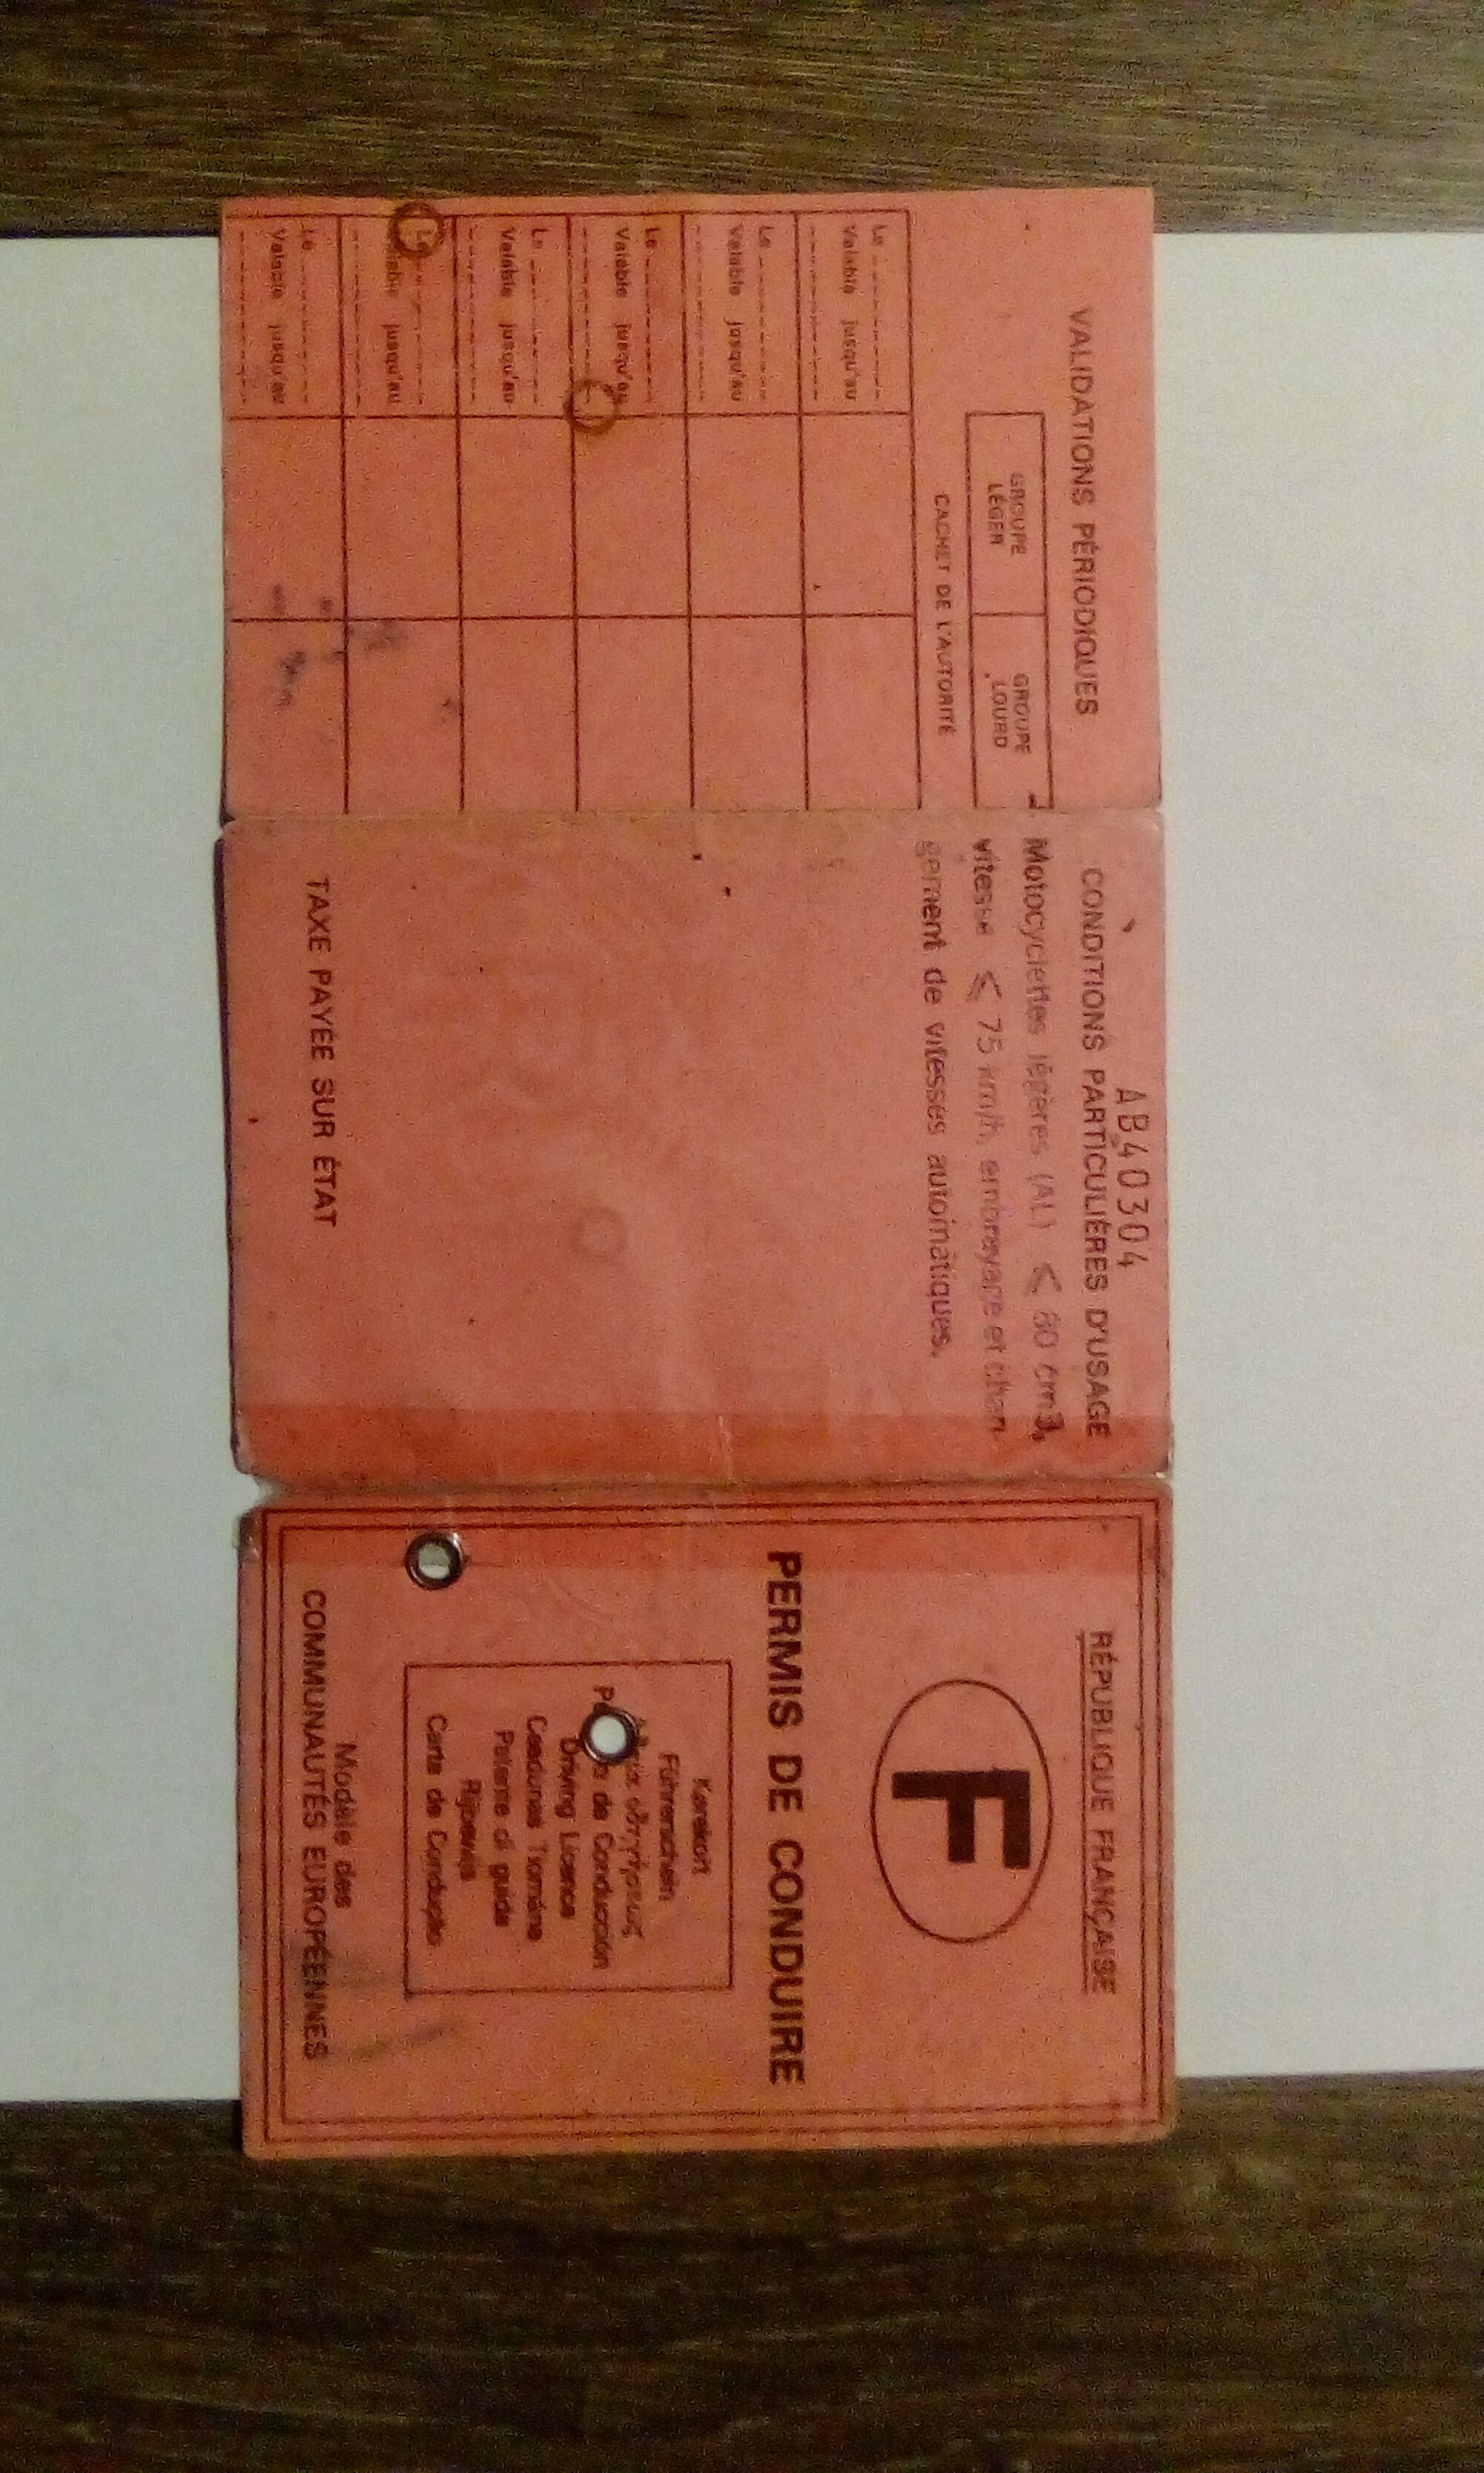 VALIDATIONS PÉRIODIQUES
GROUPE LÉGER
GROUPE LOURD
CACHET DE L'AUTORITÉ
Le
Valable jusqu'au
Le
Valable jusqu'au
Le
Valable jusqu'au
Le
Valable jusqu'au
Le
jusqu'au
Le
Valable jusqu'au
AB40304
CONDITIONS PARTICULIÈRES D'USAGE
Motocyclettes légères (AL) ⩽ 80 cm3,
vitesse ⩽ 75 km/h, embrayage et chan-
gement de vitesses automatiques.
TAXE PAYÉE SUR ÉTAT
RÉPUBLIQUE FRANÇAISE
F
PERMIS DE CONDUIRE
Kørekort
Führerschein
οδηγήσεως
de Conducción
Driving Licence
Ceadúnas Tiomána
Patente di guida
Rijbewijs
Carta de Condução
Modèle des
COMMUNAUTÉS EUROPÉENNES